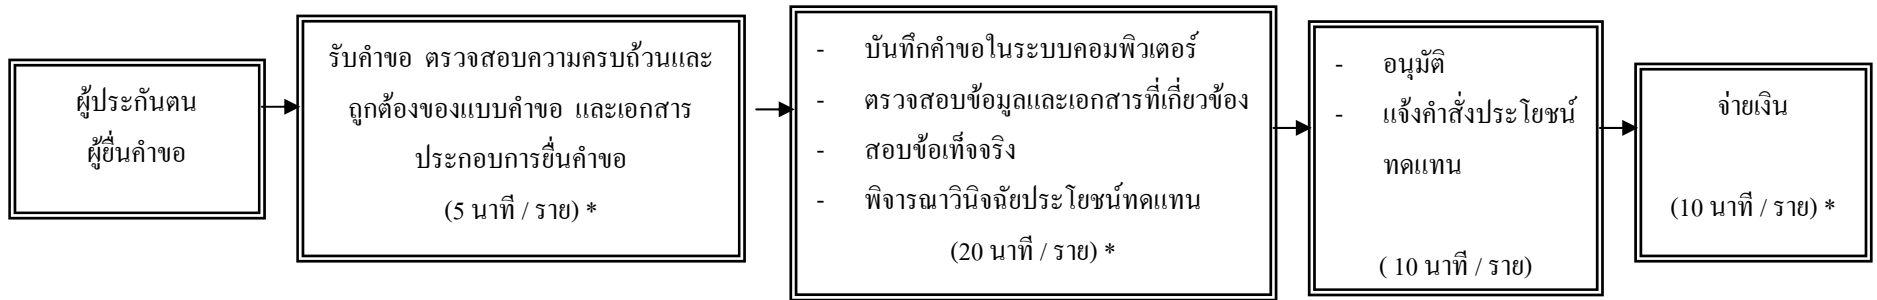 ผู้ประกันตน
ผู้ยื่นคำขอ
รับคำขอ ตรวจสอบความครบถ้วนและ
ถูกต้องของแบบคำขอ และเอกสาร
ประกอบการยื่นคำขอ
(5 นาที / ราย) *
- บันทึกคำขอในระบบคอมพิวเตอร์
- ตรวจสอบข้อมูลและเอกสารที่เกี่ยวข้อง
- สอบข้อเท็จจริง
- พิจารณาวินิจฉัยประโยชน์ทดแทน
(20 นาที / ราย) *
- อนุมัติ
- แจ้งคำสั่งประโยชน์
ทดแทน
( 10 นาที / ราย)
จ่ายเงิน
(10 นาที / ราย) *